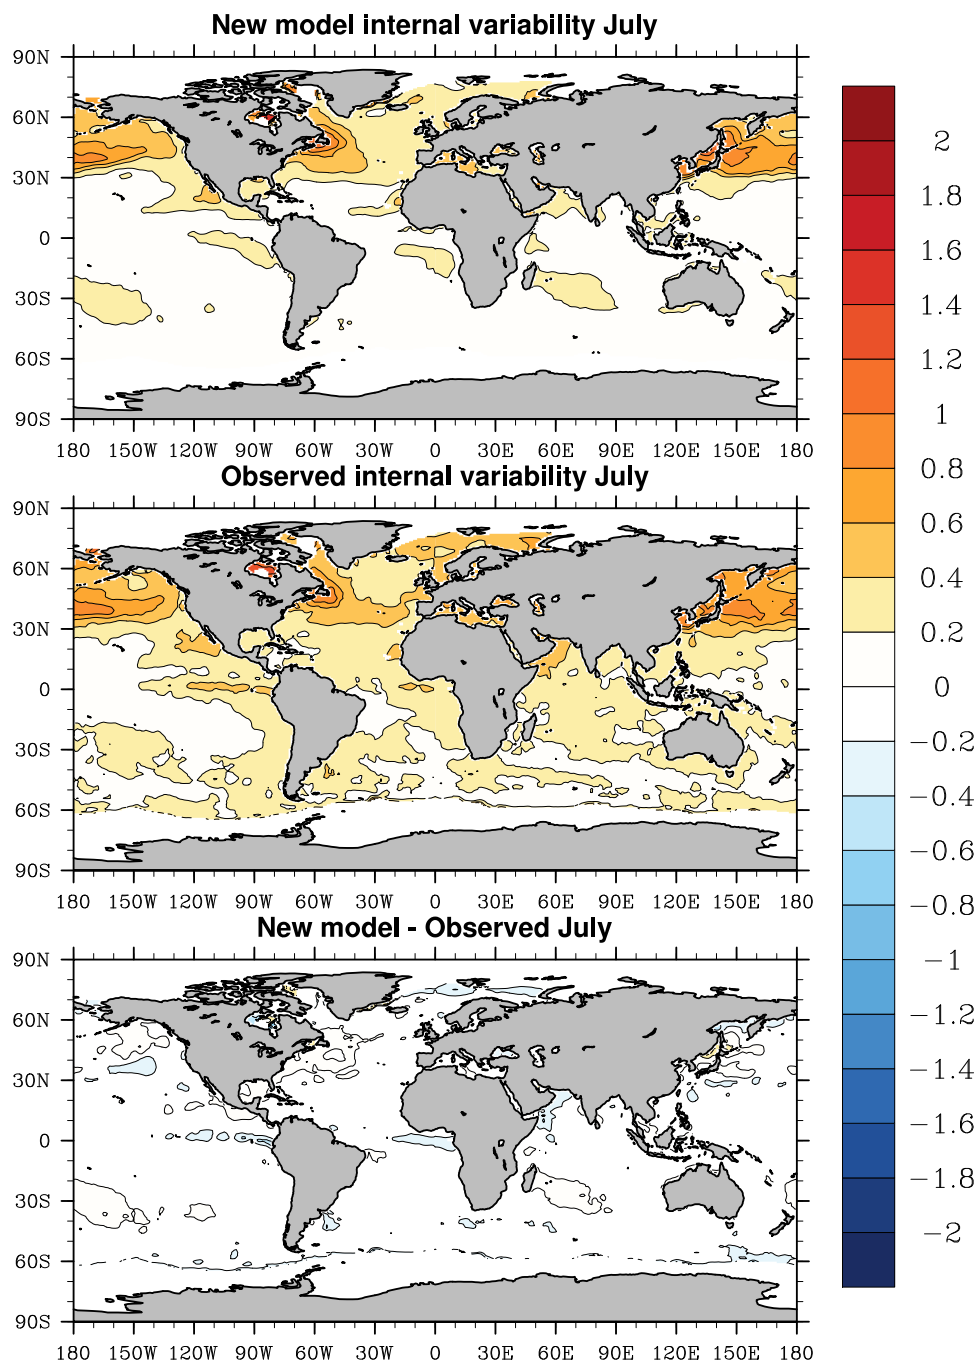 New model internal variability July
90N
60N
30N
0
30S
60S
90S
180 150W 120W 90W 60W 30W 0 30E 60E 90E 120E 150E 180
Observed internal variability July
90N
60N
30N
0
30S
60S
90S
180 150W 120W 90W 60W 30W 0 30E 60E 90E 120E 150E 180
New model - Observed July
90N
60N
30N
0
30S
60S
90S
180 150W 120W 90W 60W 30W 0 30E 60E 90E 120E 150E 180
2
1.8
1.6
1.4
1.2
1
0.8
0.6
0.4
0.2
0
−0.2
−0.4
−0.6
−0.8
−1
−1.2
−1.4
−1.6
−1.8
−2